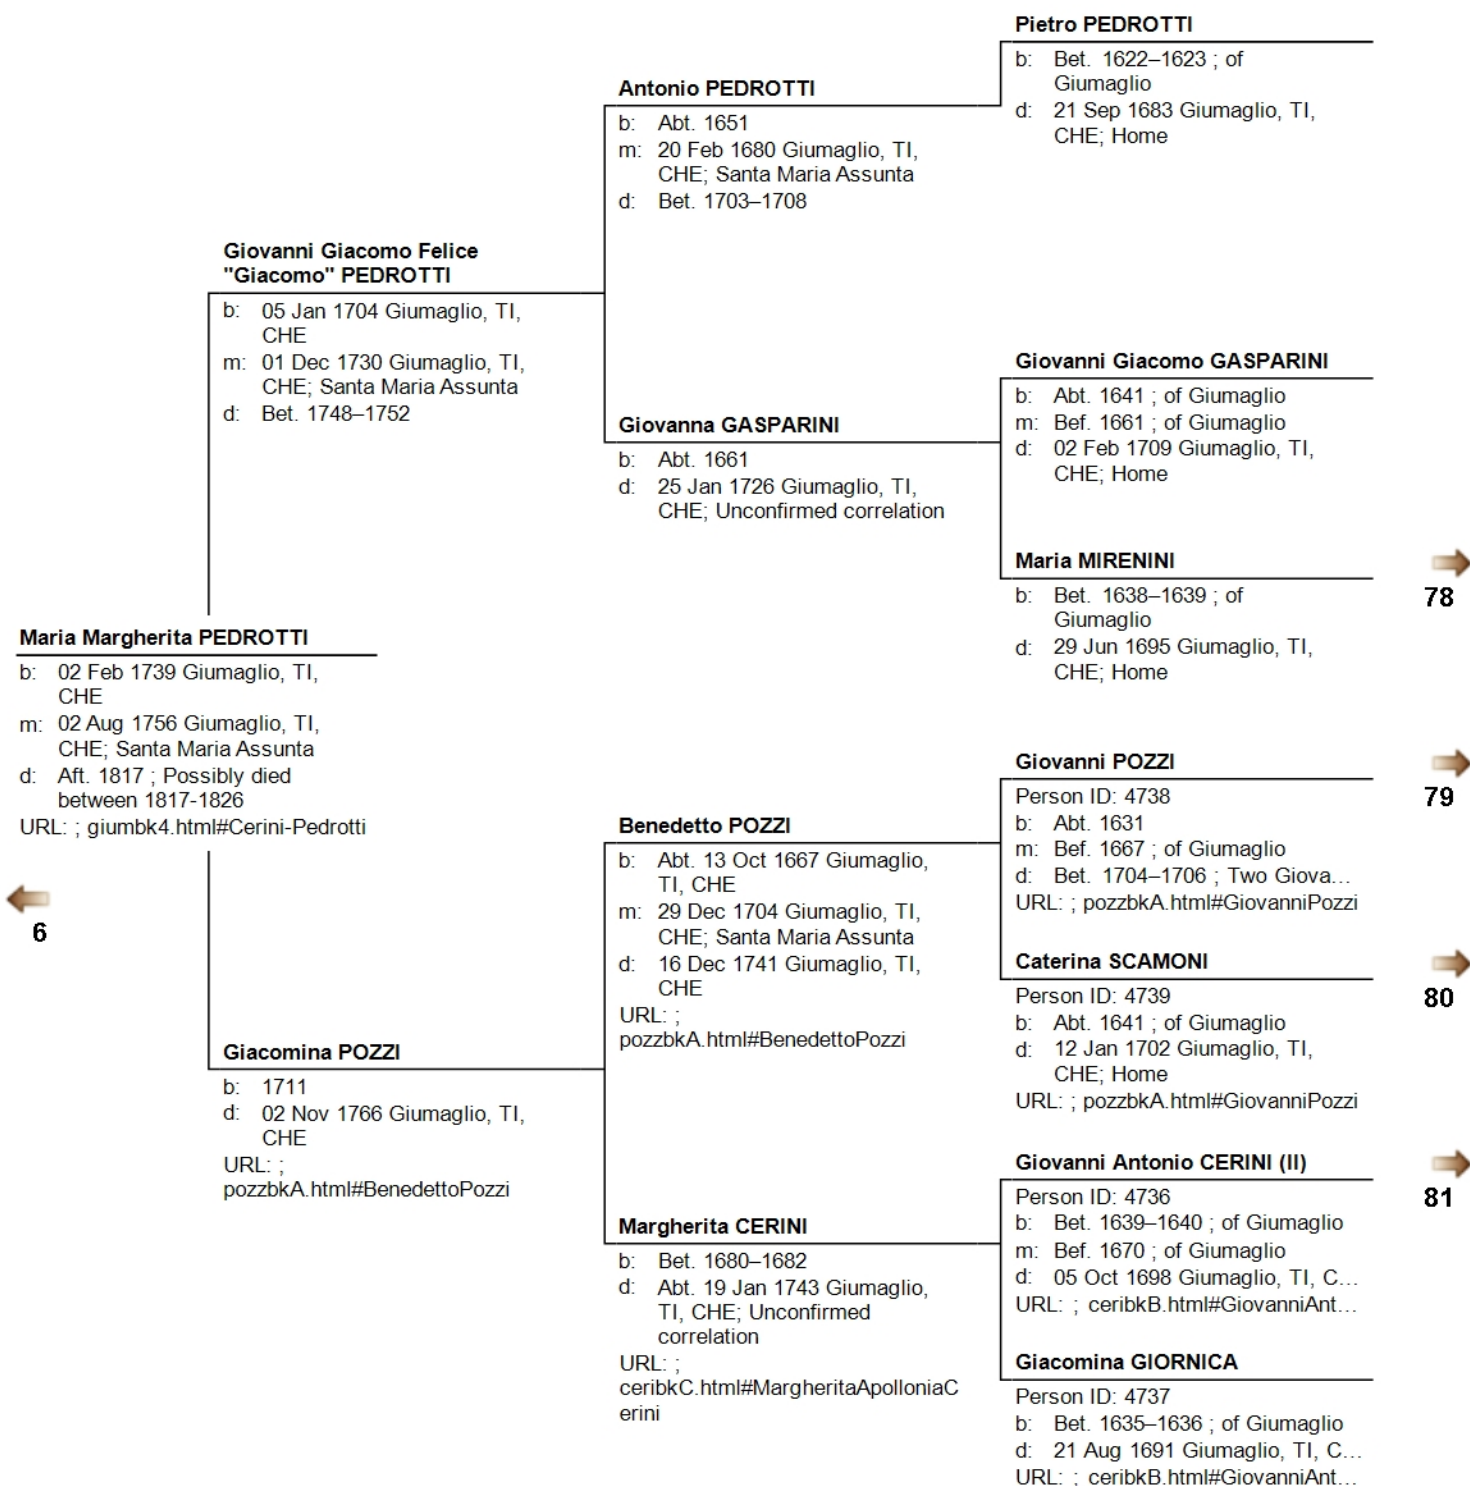 Pietro PEDROTTI
b: Bet. 1622–1623 ; of
Giumaglio
d: 21 Sep 1683 Giumaglio, TI,
CHE; Home
Antonio PEDROTTI
b: Abt. 1651
m: 20 Feb 1680 Giumaglio, TI,
CHE; Santa Maria Assunta
d: Bet. 1703–1708
Giovanni Giacomo Felice
"Giacomo" PEDROTTI
b: 05 Jan 1704 Giumaglio, TI,
CHE
m: 01 Dec 1730 Giumaglio, TI,
CHE; Santa Maria Assunta
d: Bet. 1748–1752
Giovanni Giacomo GASPARINI
b: Abt. 1641 ; of Giumaglio
m: Bef. 1661 ; of Giumaglio
d: 02 Feb 1709 Giumaglio, TI,
CHE; Home
Giovanna GASPARINI
b: Abt. 1661
d: 25 Jan 1726 Giumaglio, TI,
CHE; Unconfirmed correlation
Maria MIRENINI
b: Bet. 1638–1639 ; of
Giumaglio
d: 29 Jun 1695 Giumaglio, TI,
CHE; Home
78
Maria Margherita PEDROTTI
b: 02 Feb 1739 Giumaglio, TI,
CHE
m: 02 Aug 1756 Giumaglio, TI,
CHE; Santa Maria Assunta
d: Aft. 1817 ; Possibly died
between 1817-1826
URL: ; giumbk4.html#Cerini-Pedrotti
6
Giovanni POZZI
Person ID: 4738
b: Abt. 1631
m: Bef. 1667 ; of Giumaglio
d: Bet. 1704–1706 ; Two Giova...
URL: ; pozzbkA.html#GiovanniPozzi
79
Benedetto POZZI
b: Abt. 13 Oct 1667 Giumaglio,
TI, CHE
m: 29 Dec 1704 Giumaglio, TI,
CHE; Santa Maria Assunta
d: 16 Dec 1741 Giumaglio, TI,
CHE
URL: ;
pozzbkA.html#BenedettoPozzi
Caterina SCAMONI
Person ID: 4739
b: Abt. 1641 ; of Giumaglio
d: 12 Jan 1702 Giumaglio, TI,
CHE; Home
URL: ; pozzbkA.html#GiovanniPozzi
80
Giacomina POZZI
b: 1711
d: 02 Nov 1766 Giumaglio, TI,
CHE
URL: ;
pozzbkA.html#BenedettoPozzi
Giovanni Antonio CERINI (II)
Person ID: 4736
b: Bet. 1639–1640 ; of Giumaglio
m: Bef. 1670 ; of Giumaglio
d: 05 Oct 1698 Giumaglio, TI, C...
URL: ; ceribkB.html#GiovanniAnt...
81
Margherita CERINI
b: Bet. 1680–1682
d: Abt. 19 Jan 1743 Giumaglio,
TI, CHE; Unconfirmed
correlation
URL: ;
ceribkC.html#MargheritaApolloniaC
erini
Giacomina GIORNICA
Person ID: 4737
b: Bet. 1635–1636 ; of Giumaglio
d: 21 Aug 1691 Giumaglio, TI, C...
URL: ; ceribkB.html#GiovanniAnt...